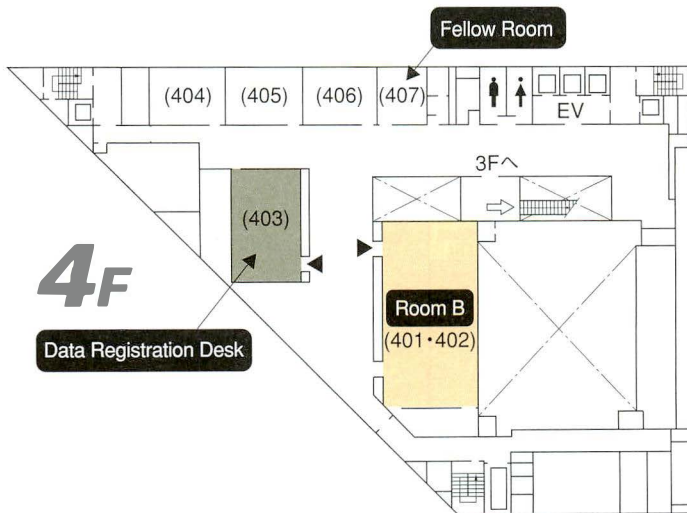 Fellow Room
(404)
(405)
(406)
(407)
EV
3Fへ
(403)
4F
Room B
(401・402)
Data Registration Desk